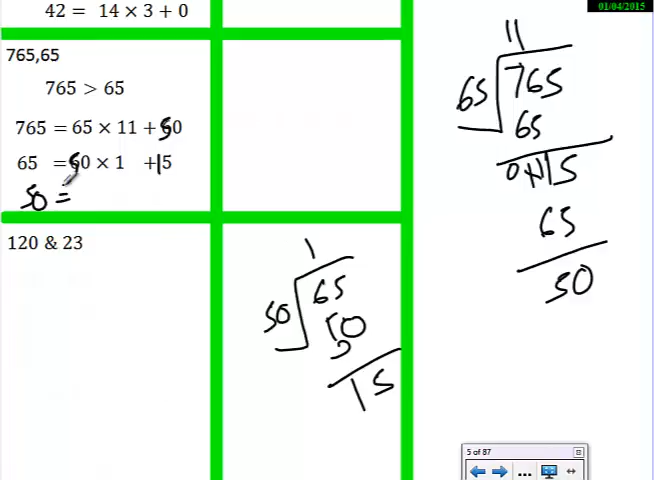 01/04/2015
42 = 14 × 3 + 0
765,65
765 > 65
765 = 65 × 11 + 50
65 = 50 × 1 + 15
50 =
120 & 23
11
65 765
65
0115
65
50
1
50 65
50
15
5 of 87
...